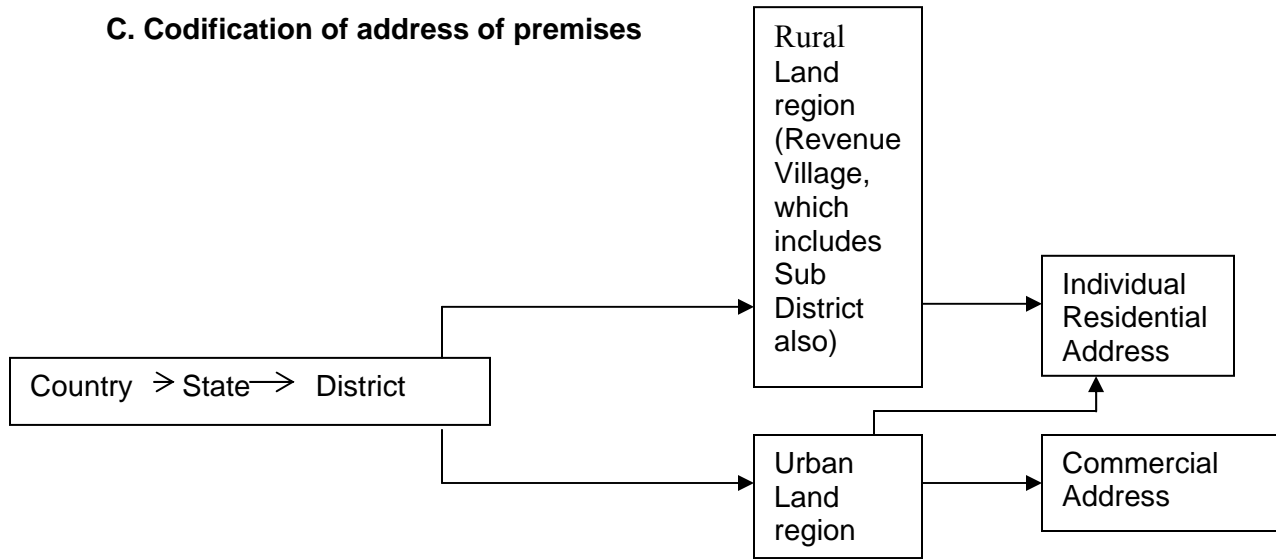 C. Codification of address of premises
Rural
Land
region
(Revenue
Village,
which
includes
Sub
District
also)
Individual
Residential
Address
Country State District
Urban
Land
region
Commercial
Address